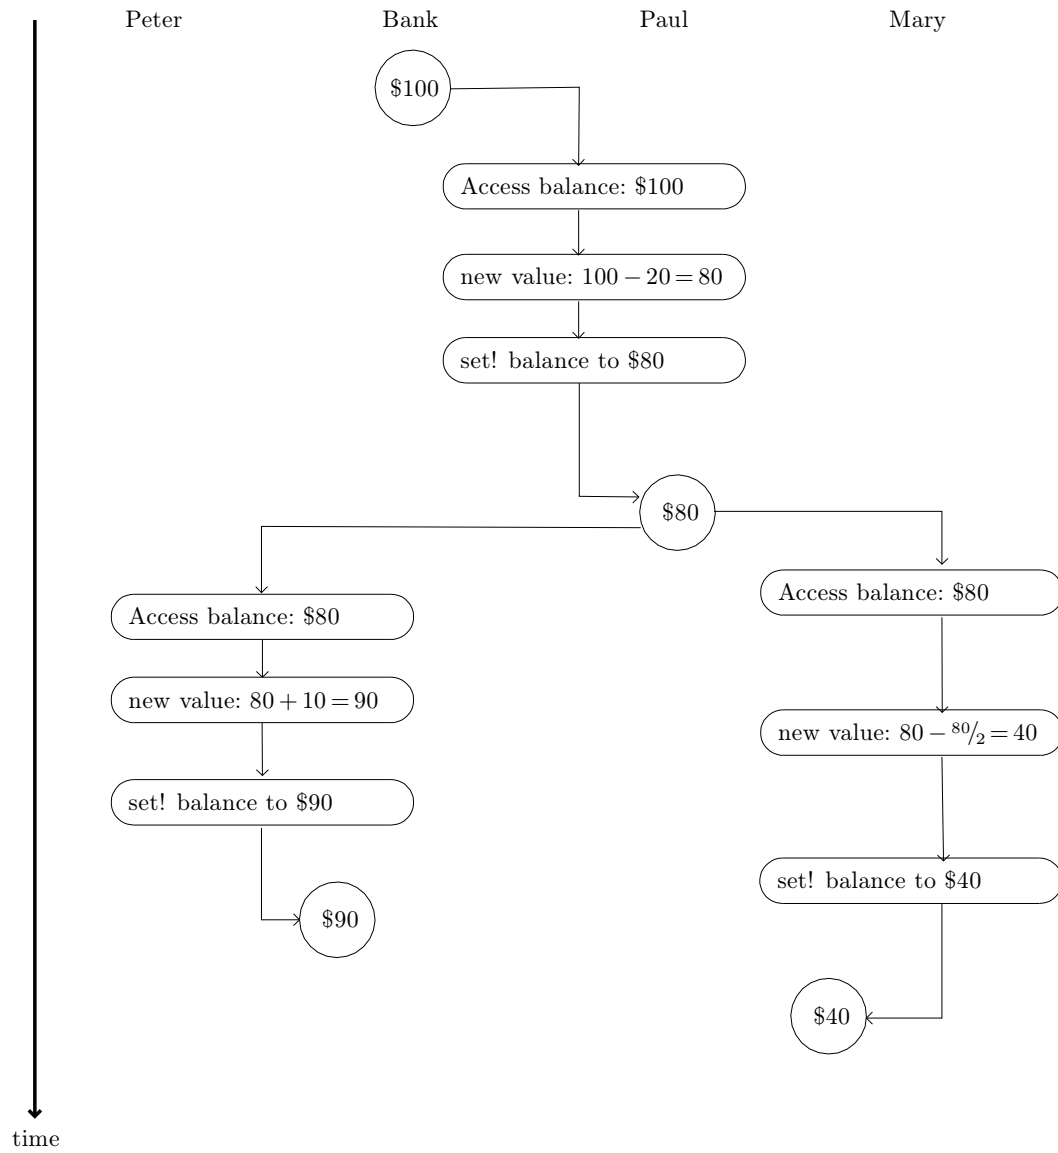 Peter Bank Paul Mary
$100
Access balance: $100
new value: 100 − 20 = 80
set! balance to $80
$80
Access balance: $80
Access balance: $80
new value: 80 + 10 = 90
new value: 80 − 80/2 = 40
set! balance to $90
set! balance to $40
$90
$40
time